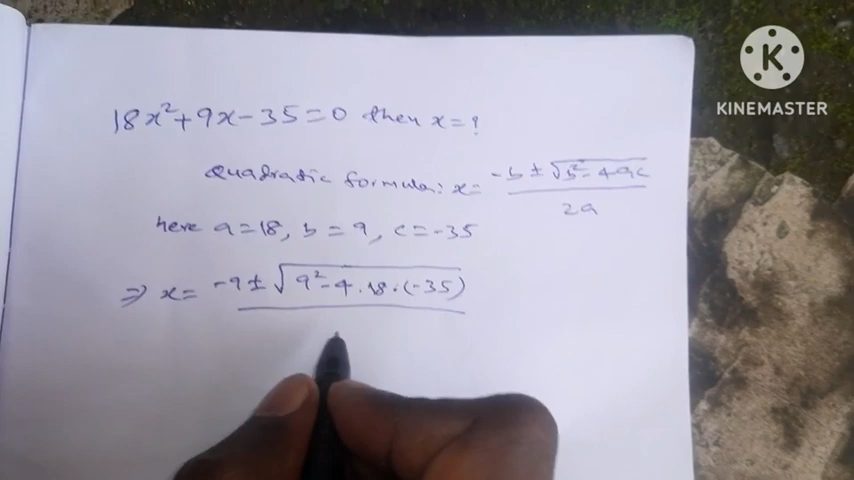 18x²+9x-35=0 then x=?
Quadratic formula: x= -b ± √b²-4ac / 2a
here a=18, b=9, c=-35
⇒ x= -9 ± √9²-4.18.(-35)
K
KINEMASTER